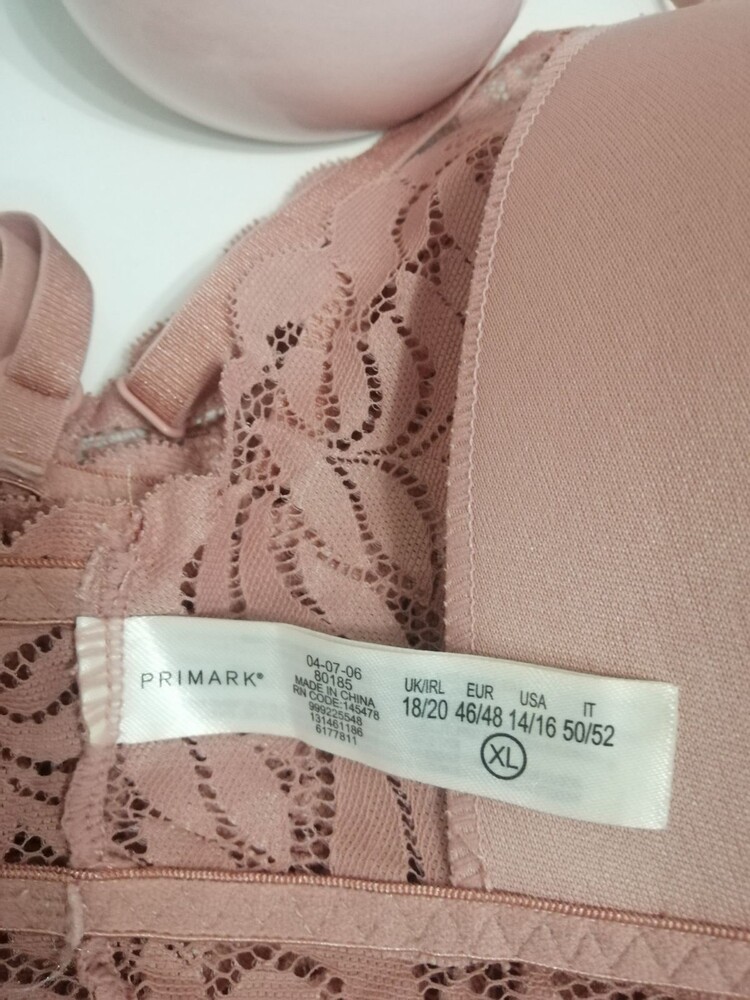 PRIMARK®
04-07-06
80185
MADE IN CHINA
RN CODE:145478
999225548
131461186
6177811
UK/IRL EUR USA IT
18/20 46/48 14/16 50/52
XL